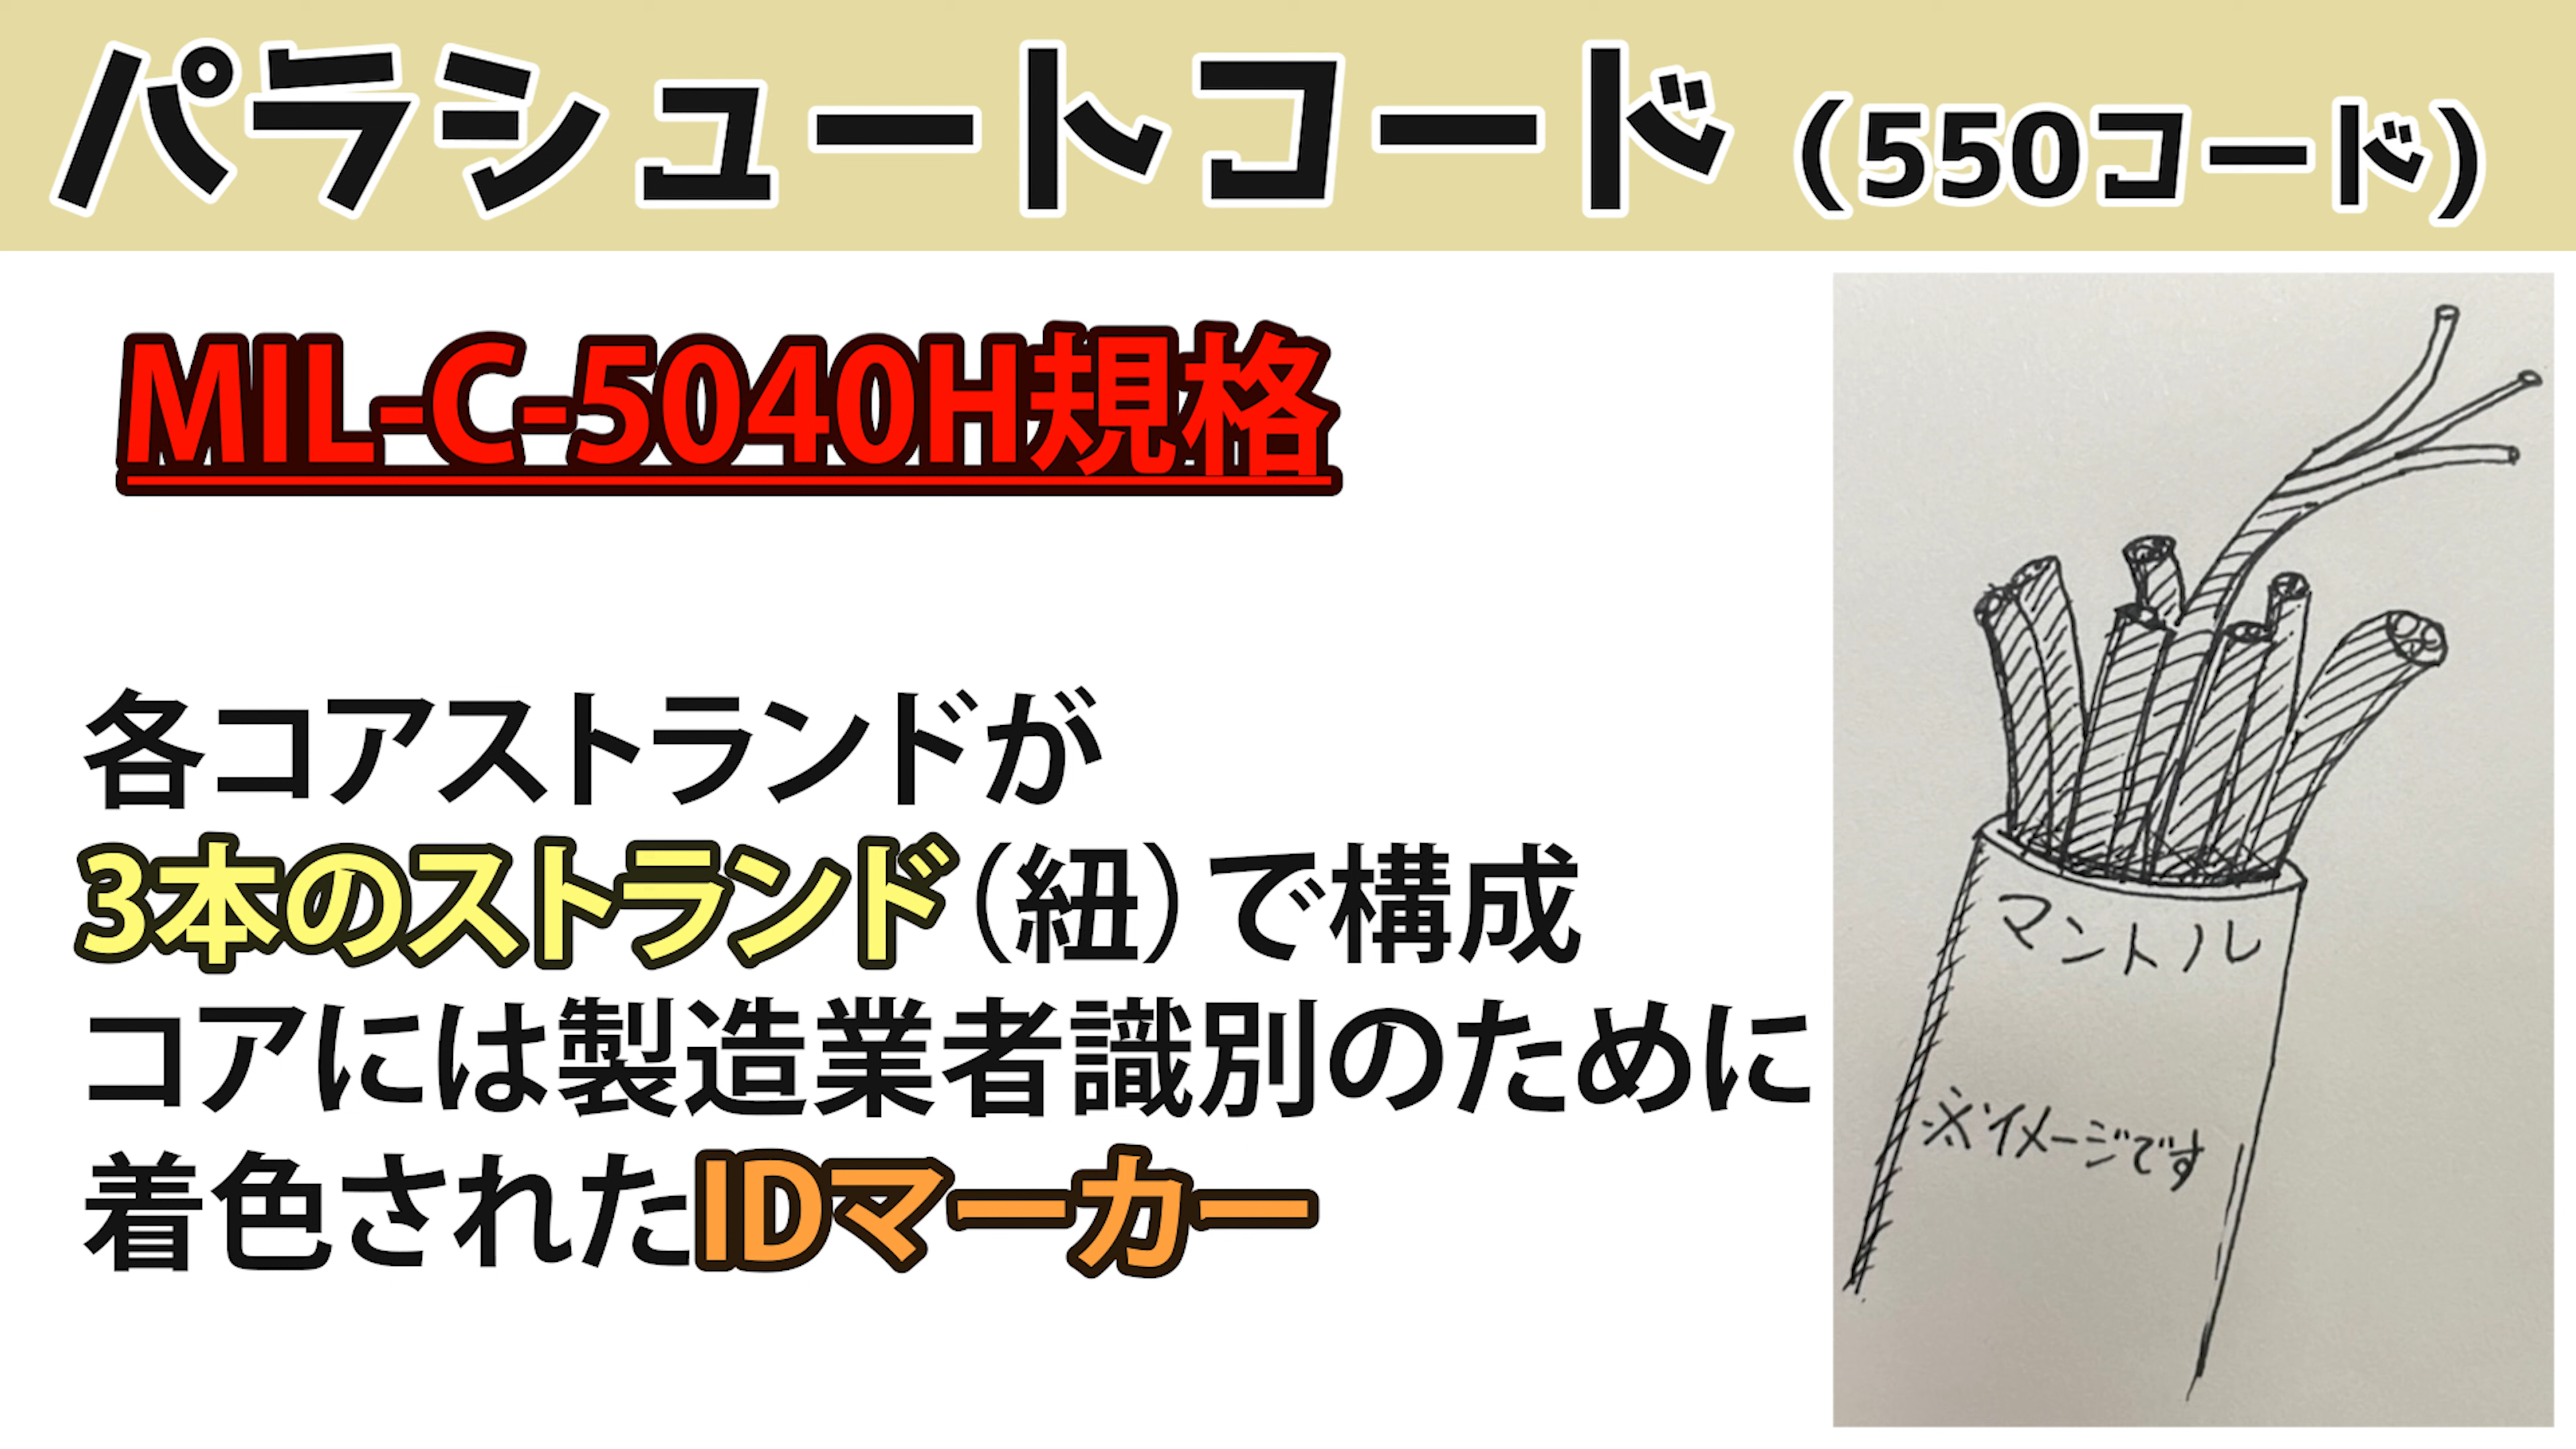 パラシュートコード（550コード）
MIL-C-5040H規格
各コアストランドが
3本のストランド（紐）で構成
コアには製造業者識別のために
着色されたIDマーカー
マントル
※イメージです